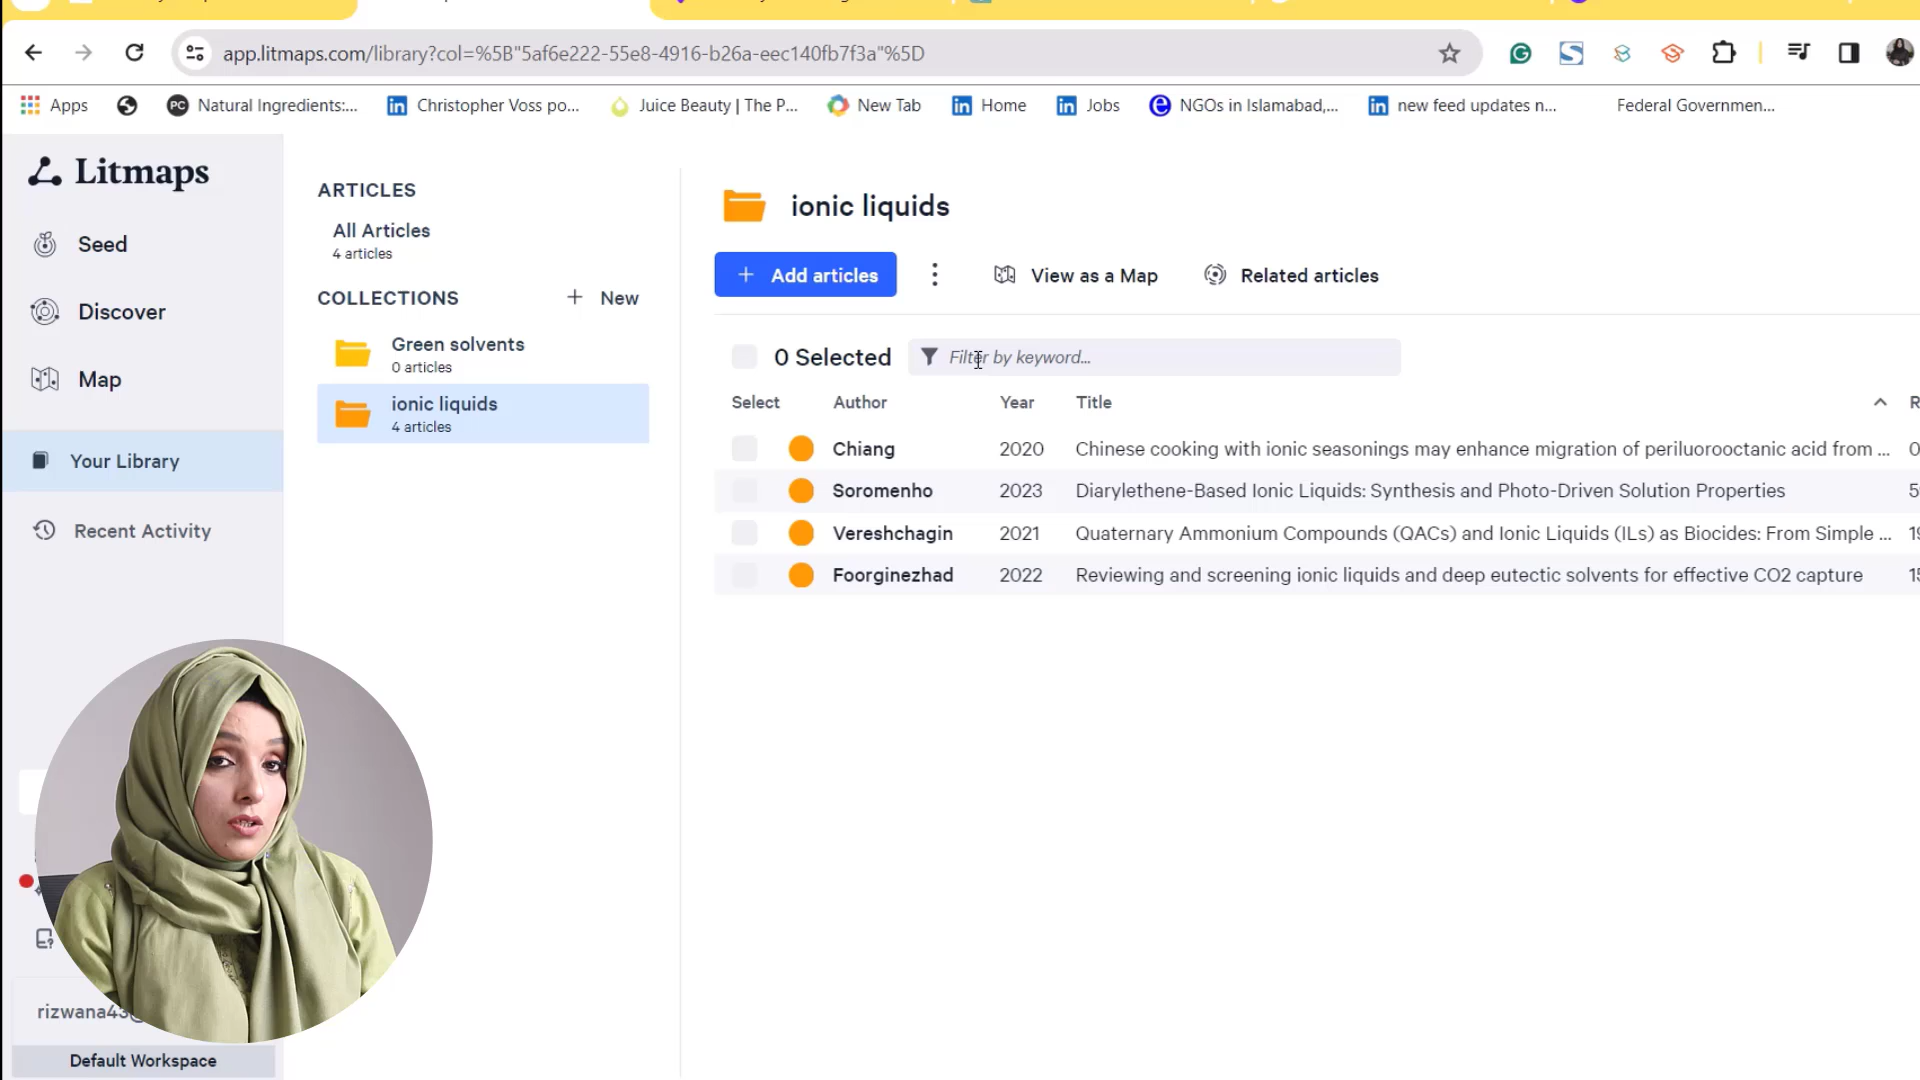 app.litmaps.com/library?col=%5B"5af6e222-55e8-4916-b26a-eec140fb7f3a"%5D
Apps
PC Natural Ingredients:...
in Christopher Voss po...
Juice Beauty | The P...
New Tab
in Home
in Jobs
e NGOs in Islamabad,...
in new feed updates n...
Federal Governmen...
Litmaps
Seed
Discover
Map
Your Library
Recent Activity
Default Workspace
ARTICLES
All Articles
4 articles
COLLECTIONS + New
Green solvents
0 articles
ionic liquids
4 articles
ionic liquids
+ Add articles
View as a Map
Related articles
0 Selected
Filter by keyword...
Select Author Year Title
Chiang 2020 Chinese cooking with ionic seasonings may enhance migration of periluorooctanic acid from ...
Soromenho 2023 Diarylethene-Based Ionic Liquids: Synthesis and Photo-Driven Solution Properties
Vereshchagin 2021 Quaternary Ammonium Compounds (QACs) and Ionic Liquids (ILs) as Biocides: From Simple ...
Foorginezhad 2022 Reviewing and screening ionic liquids and deep eutectic solvents for effective CO2 capture